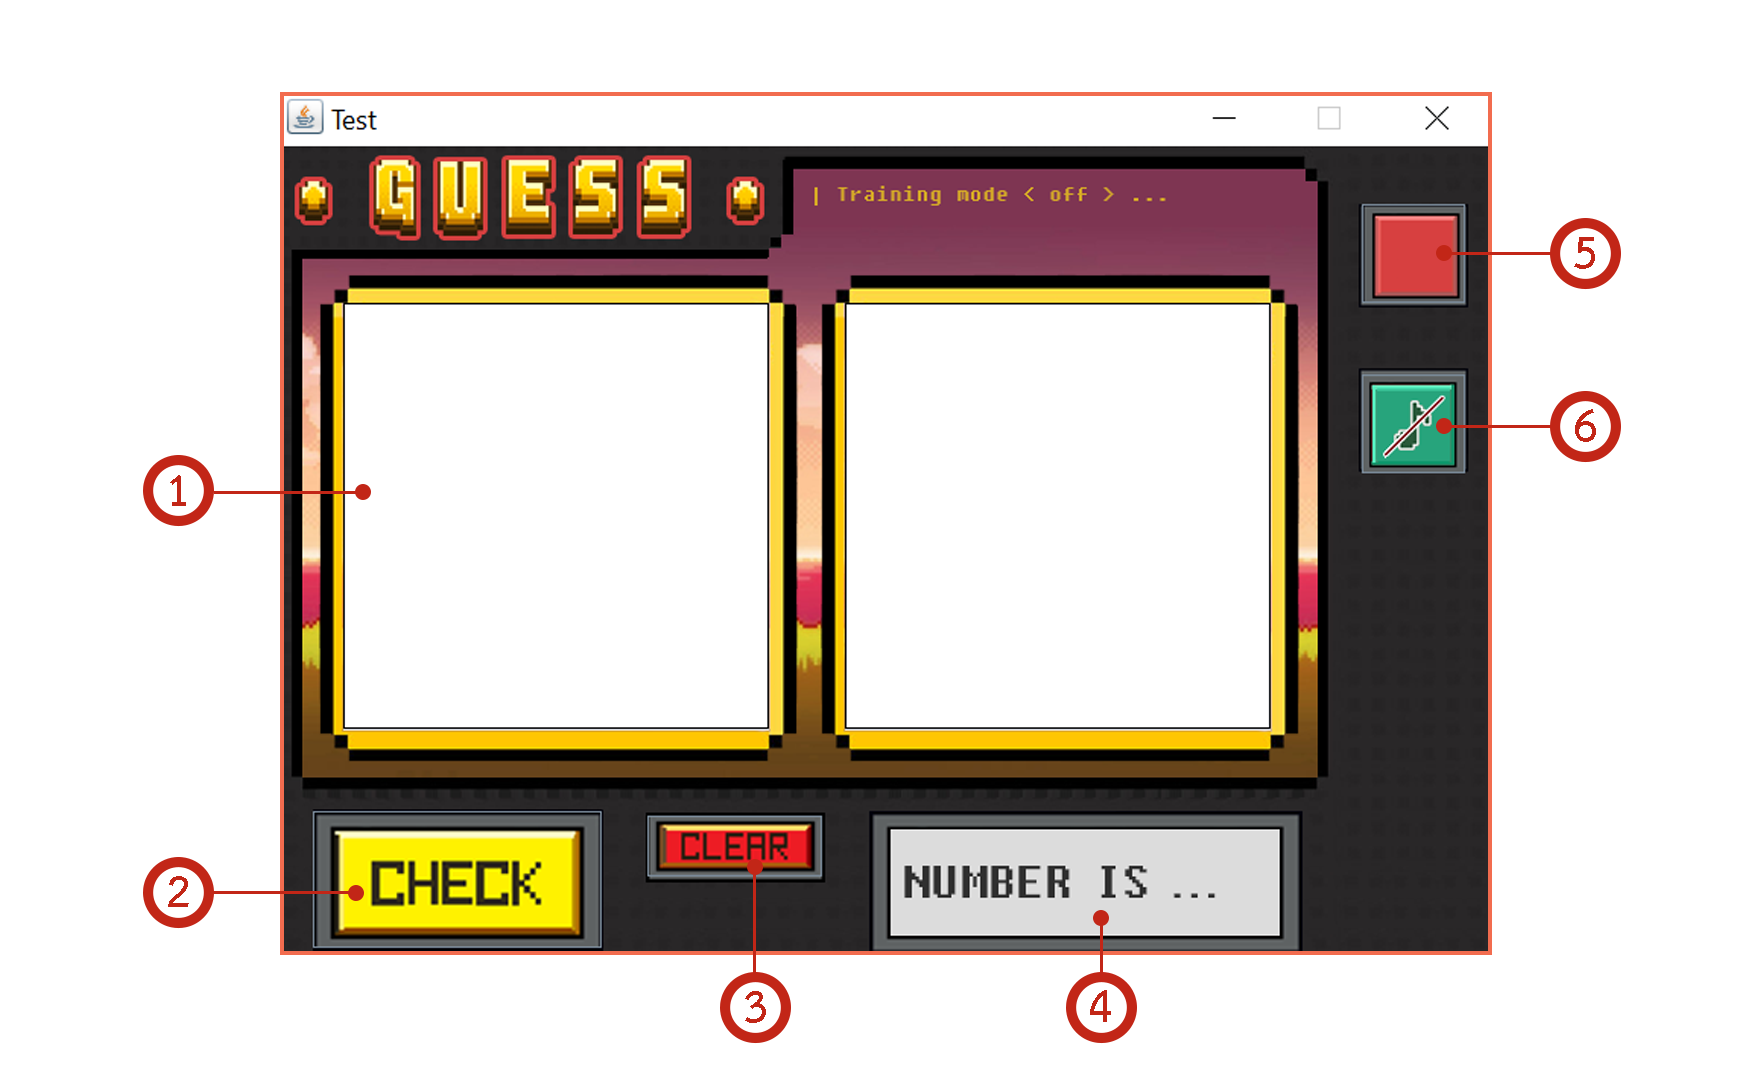 Test
GUESS
| Training mode < off > ...
5
6
1
CHECK
CLEAR
NUMBER IS ...
2
3
4